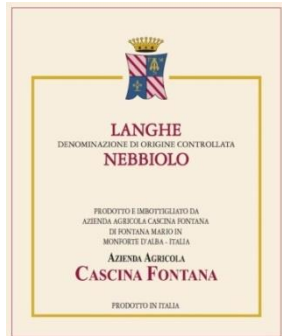 LANGHE
DENOMINAZIONE DI ORIGINE CONTROLLATA
NEBBIOLO
PRODOTTO E IMBOTTIGLIATO DA
AZIENDA AGRICOLA CASCINA FONTANA
DI FONTANA MARIO IN
MONFORTE D'ALBA - ITALIA
AZIENDA AGRICOLA
CASCINA FONTANA
PRODOTTO IN ITALIA